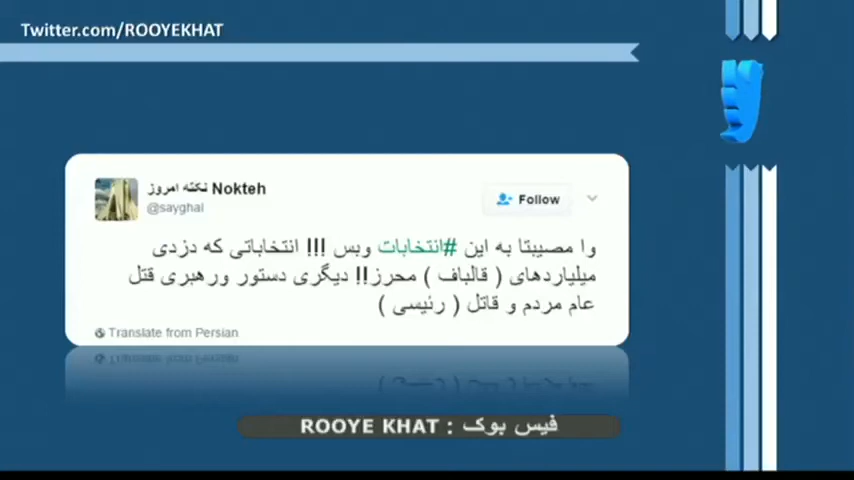 Twitter.com/ROOYEKHAT
نکته امروز Nokteh
@sayghal
Follow
وا مصیبتا به این #انتخابات وبس !!! انتخاباتی که دزدی
میلیاردهای ( قالباف ) محرز!! دیگری دستور ورهبری قتل
عام مردم و قاتل ( رئیسی )
Translate from Persian
فیس بوک : ROOYE KHAT